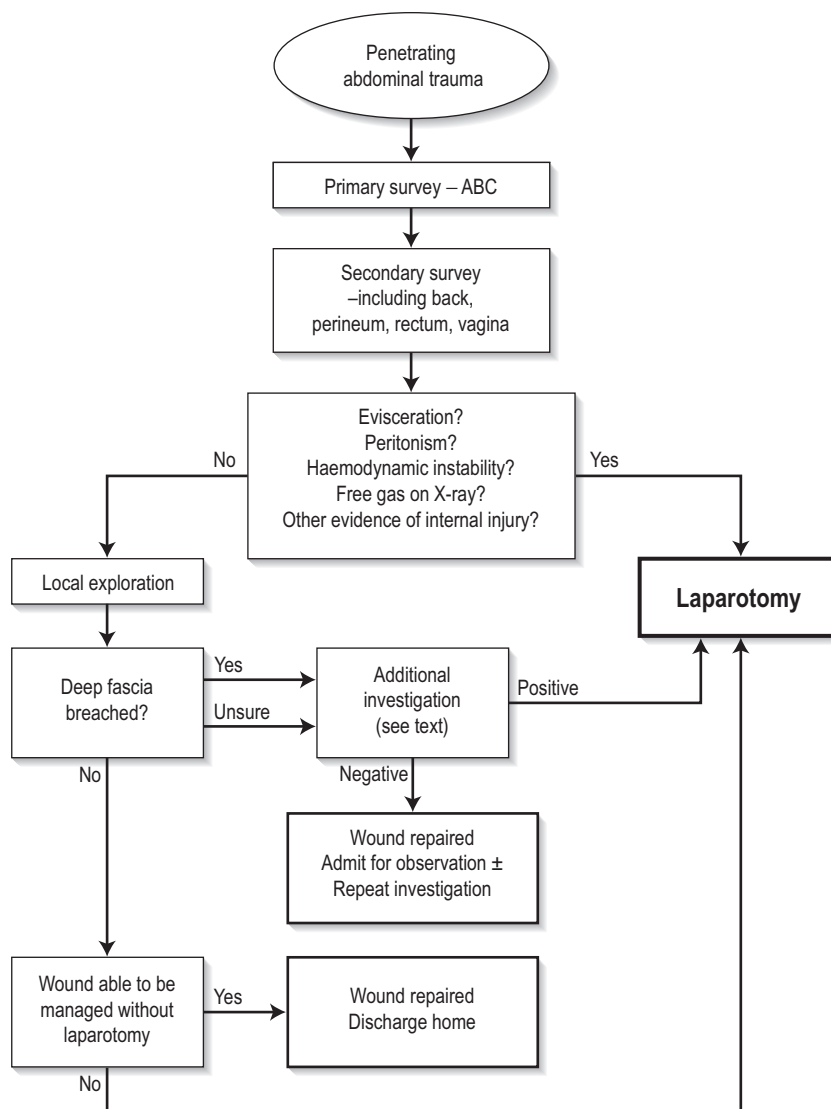 Penetrating
abdominal trauma
Primary survey – ABC
Secondary survey
–including back,
perineum, rectum, vagina
Evisceration?
Peritonism?
Haemodynamic instability?
Free gas on X-ray?
Other evidence of internal injury?
No
Yes
Local exploration
Laparotomy
Deep fascia
breached?
Yes
Unsure
No
Additional
investigation
(see text)
Positive
Negative
Wound repaired
Admit for observation ±
Repeat investigation
Wound able to be
managed without
laparotomy
Yes
No
Wound repaired
Discharge home